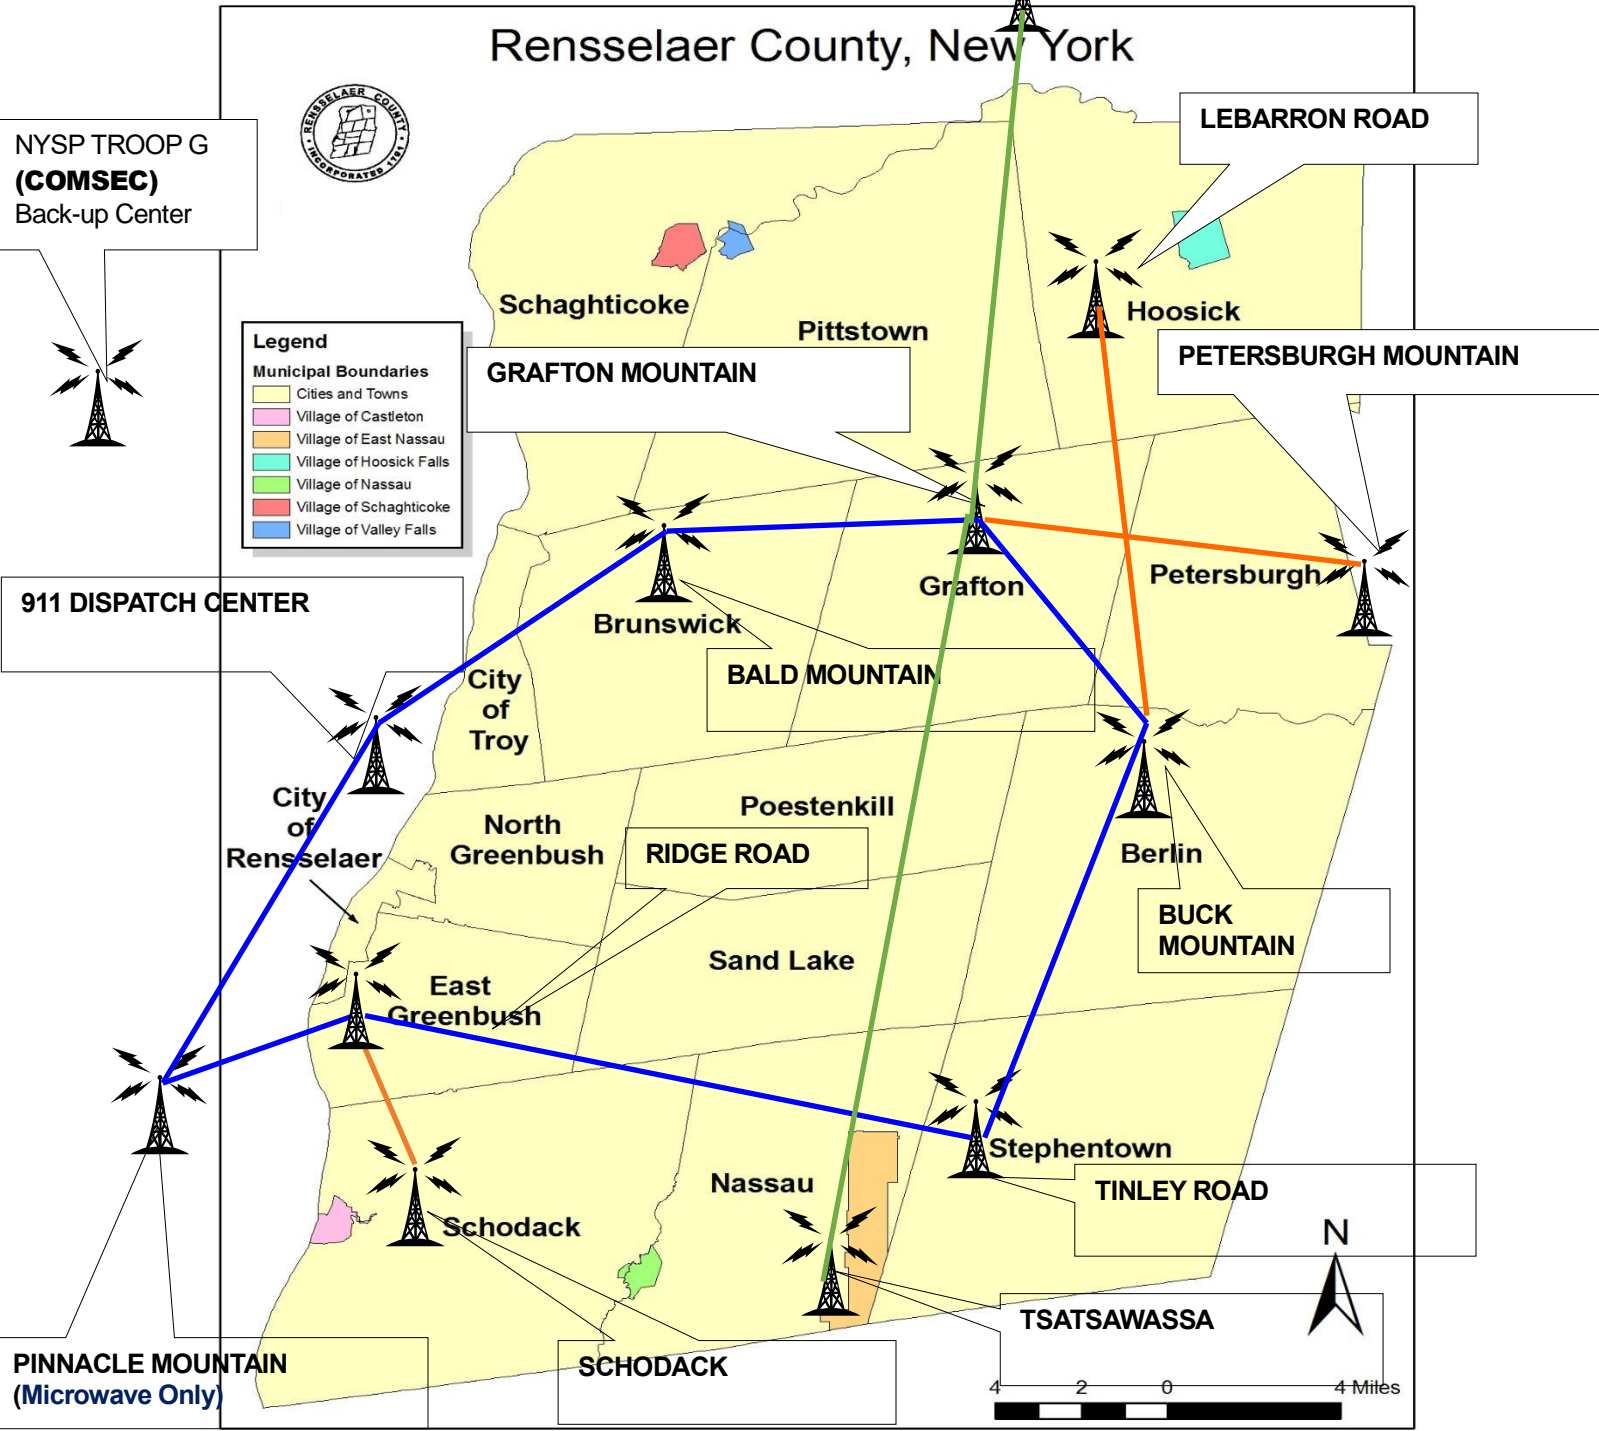 Rensselaer County, New York
RENSSELAER COUNTY
INCORPORATED 1791
LEBARRON ROAD
NYSP TROOP G
(COMSEC)
Back-up Center
Schaghticoke
Pittstown
Hoosick
Legend
Municipal Boundaries
Cities and Towns
Village of Castleton
Village of East Nassau
Village of Hoosick Falls
Village of Nassau
Village of Schaghticoke
Village of Valley Falls
GRAFTON MOUNTAIN
PETERSBURGH MOUNTAIN
Grafton
Petersburgh
911 DISPATCH CENTER
Brunswick
BALD MOUNTAIN
City
of
Troy
City
of
Rensselaer
North
Greenbush
Poestenkill
RIDGE ROAD
Berlin
BUCK
MOUNTAIN
Sand Lake
East
Greenbush
Stephentown
TINLEY ROAD
Nassau
Schodack
N
TSATSAWASSA
PINNACLE MOUNTAIN
(Microwave Only)
SCHODACK
4 2 0 4 Miles